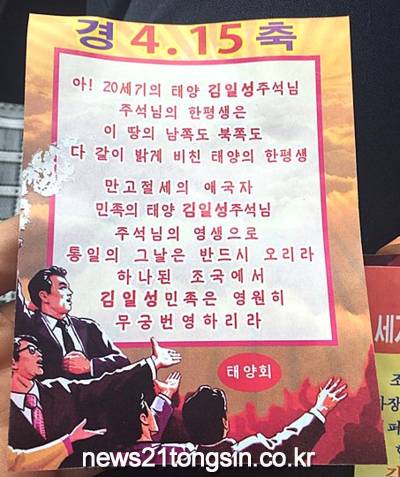 경 4.15 축
아! 20세기의 태양 김일성주석님
주석님의 한평생은
이 땅의 남쪽도 북쪽도
다 같이 밝게 비친 태양의 한평생
만고절세의 애국자
민족의 태양 김일성주석님
주석님의 영생으로
통일의 그날은 반드시 오리라
하나된 조국에서
김일성민족은 영원히
무궁번영하리라
태양회
세
조
패
news21tongsin.co.kr